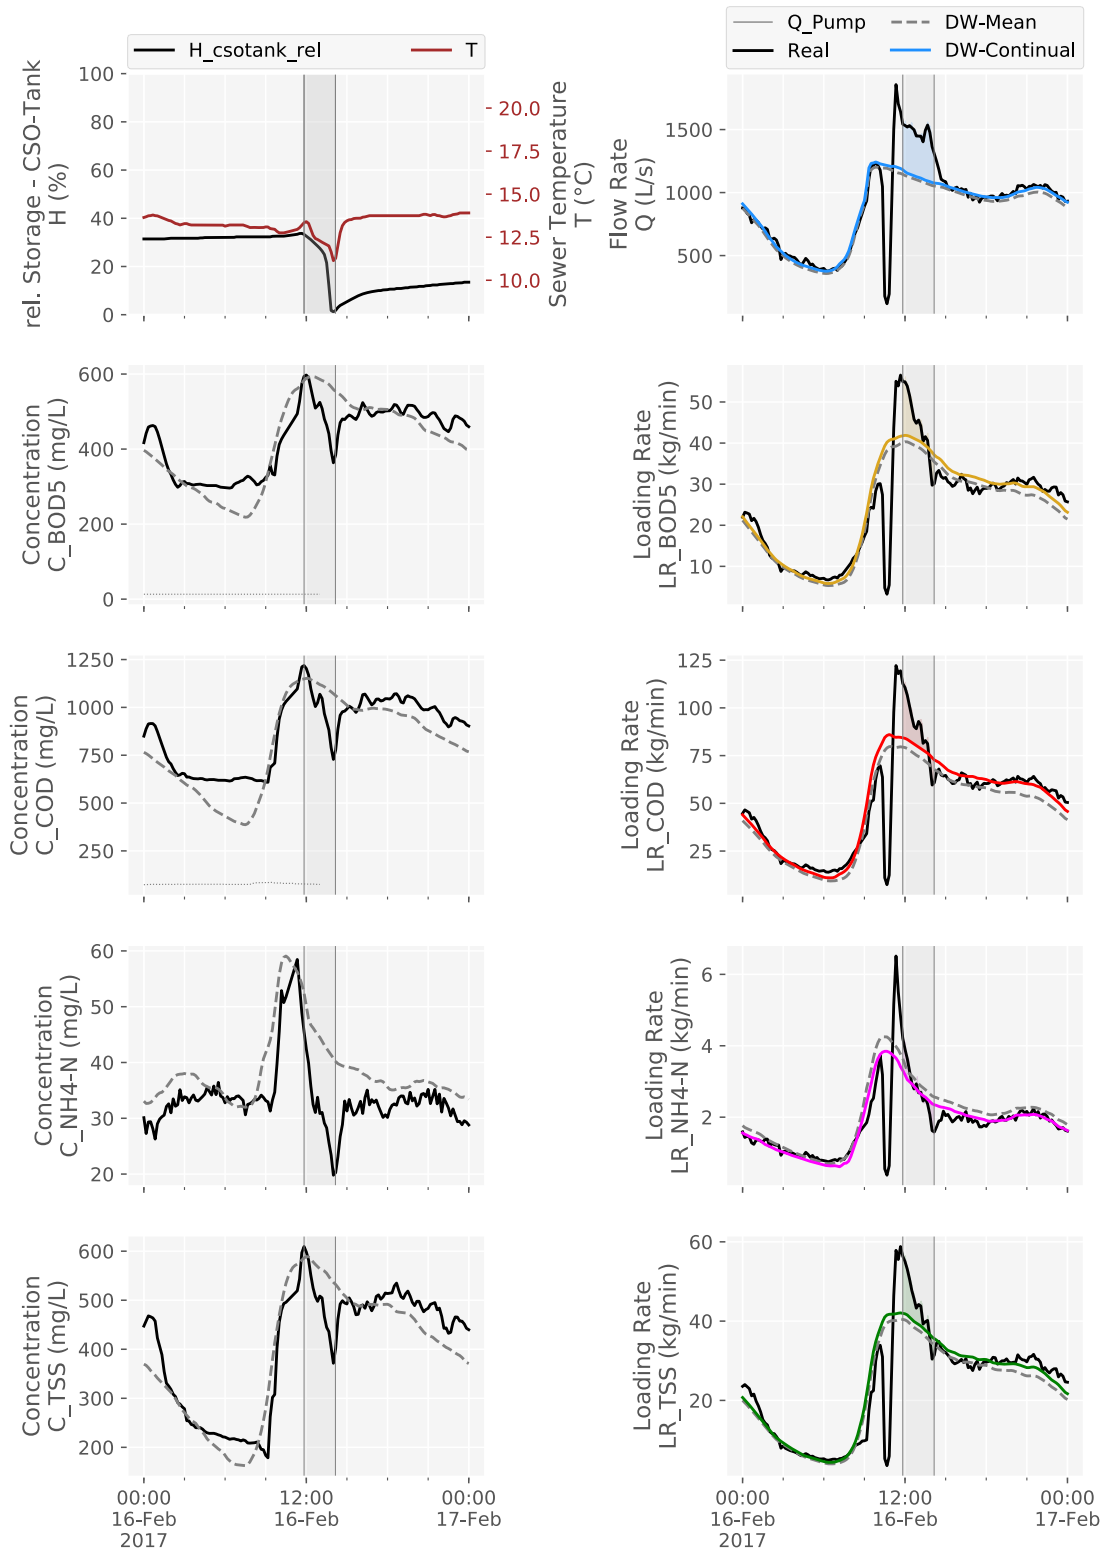 H_csotank_rel
T
Q_Pump
Real
DW-Mean
DW-Continual
rel. Storage - CSO-Tank
H (%)
100
80
60
40
20
0
20.0
17.5
15.0
12.5
10.0
Sewer Temperature
T (°C)
Flow Rate
Q (L/s)
1500
1000
500
Concentration
C_BOD5 (mg/L)
600
400
200
0
Loading Rate
LR_BOD5 (kg/min)
50
40
30
20
10
Concentration
C_COD (mg/L)
1250
1000
750
500
250
Loading Rate
LR_COD (kg/min)
125
100
75
50
25
Concentration
C_NH4-N (mg/L)
60
50
40
30
20
Loading Rate
LR_NH4-N (kg/min)
6
4
2
Concentration
C_TSS (mg/L)
600
500
400
300
200
Loading Rate
LR_TSS (kg/min)
60
40
20
00:00
16-Feb
2017
12:00
16-Feb
00:00
17-Feb
00:00
16-Feb
2017
12:00
16-Feb
00:00
17-Feb